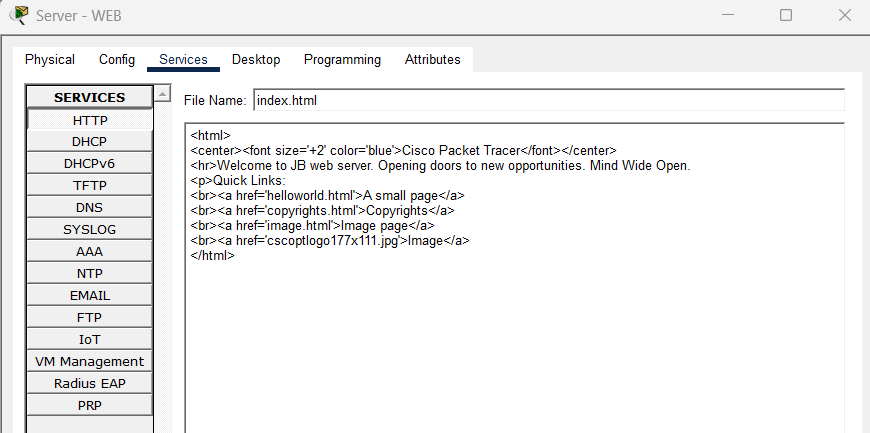 Server - WEB
Physical Config Services Desktop Programming Attributes
SERVICES
HTTP
DHCP
DHCPv6
TFTP
DNS
SYSLOG
AAA
NTP
EMAIL
FTP
IoT
VM Management
Radius EAP
PRP
File Name: index.html
<html>
<center><font size='+2' color='blue'>Cisco Packet Tracer</font></center>
<hr>Welcome to JB web server. Opening doors to new opportunities. Mind Wide Open.
<p>Quick Links:
<br><a href='helloworld.html'>A small page</a>
<br><a href='copyrights.html'>Copyrights</a>
<br><a href='image.html'>Image page</a>
<br><a href='cscoptlogo177x111.jpg'>Image</a>
</html>